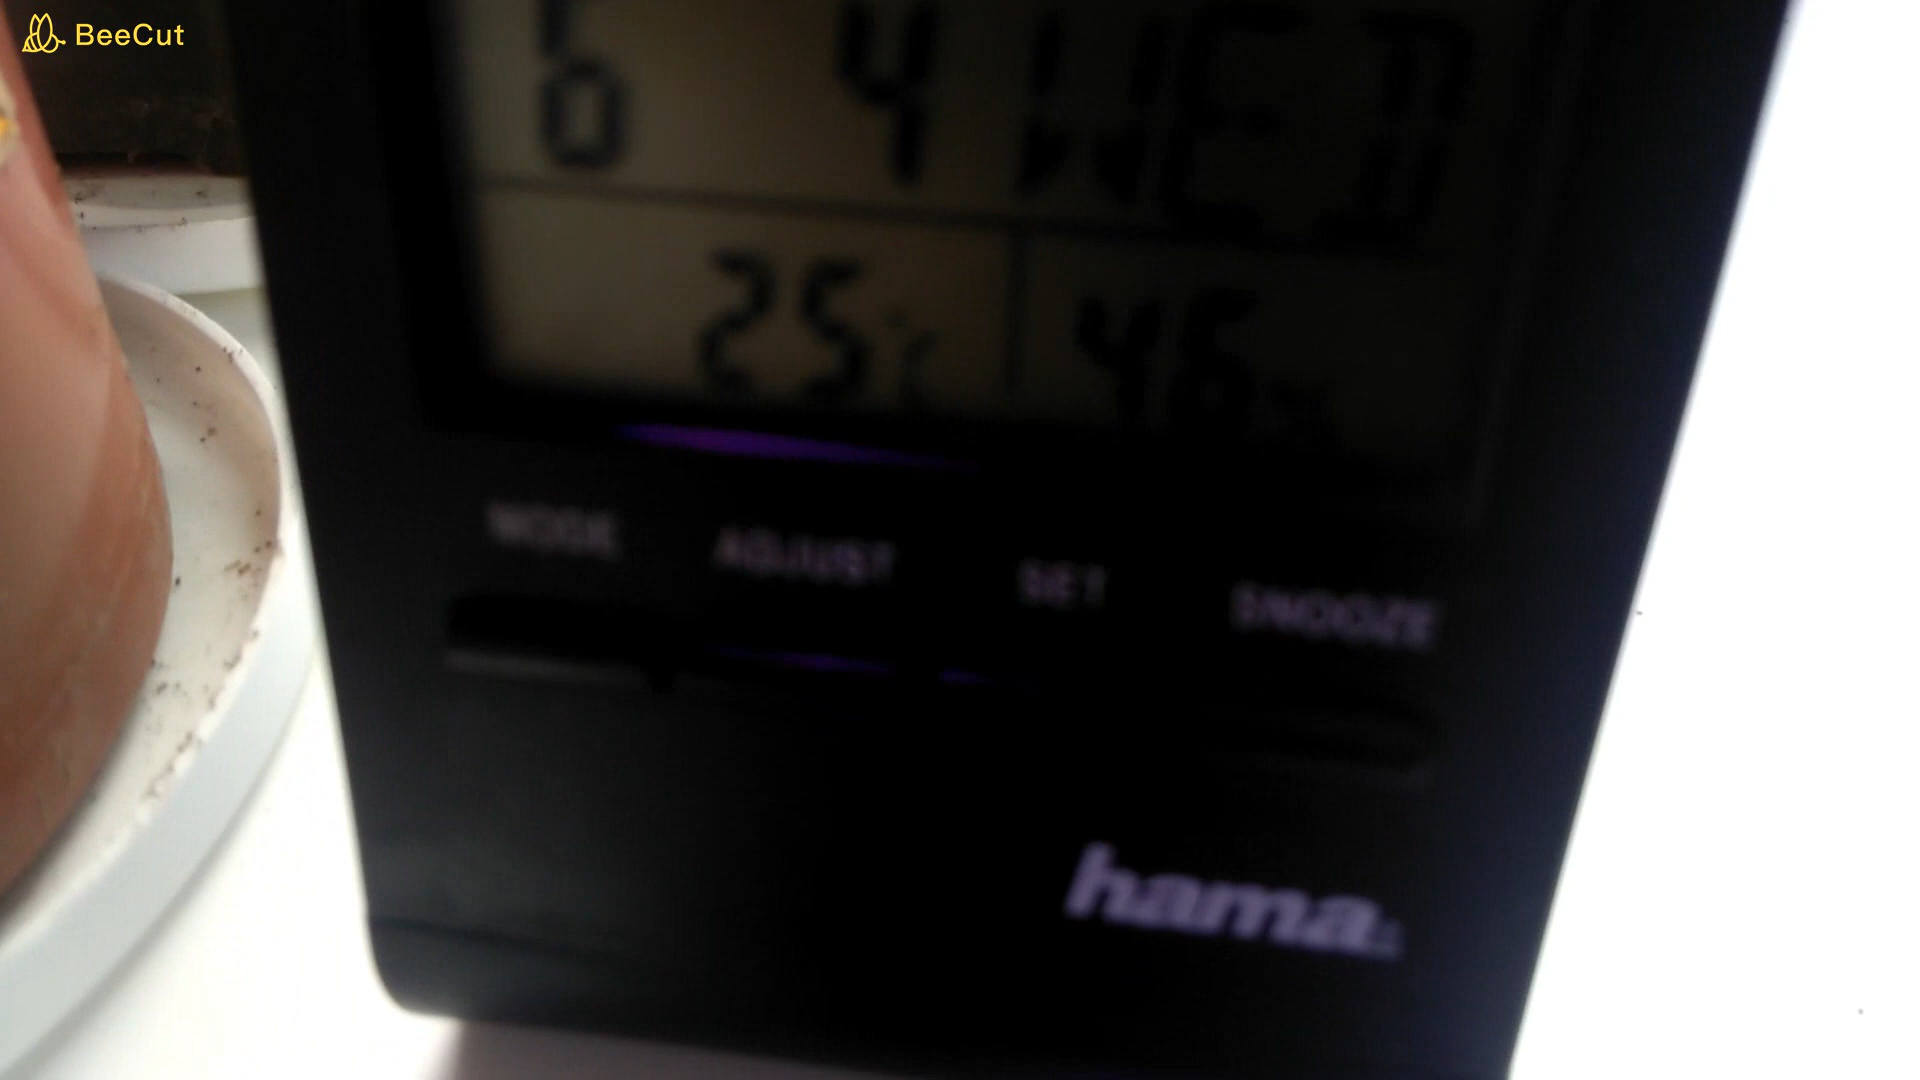 BeeCut
6 4 WED
25°C 46%
MODE ADJUST SET SNOOZE
hama.